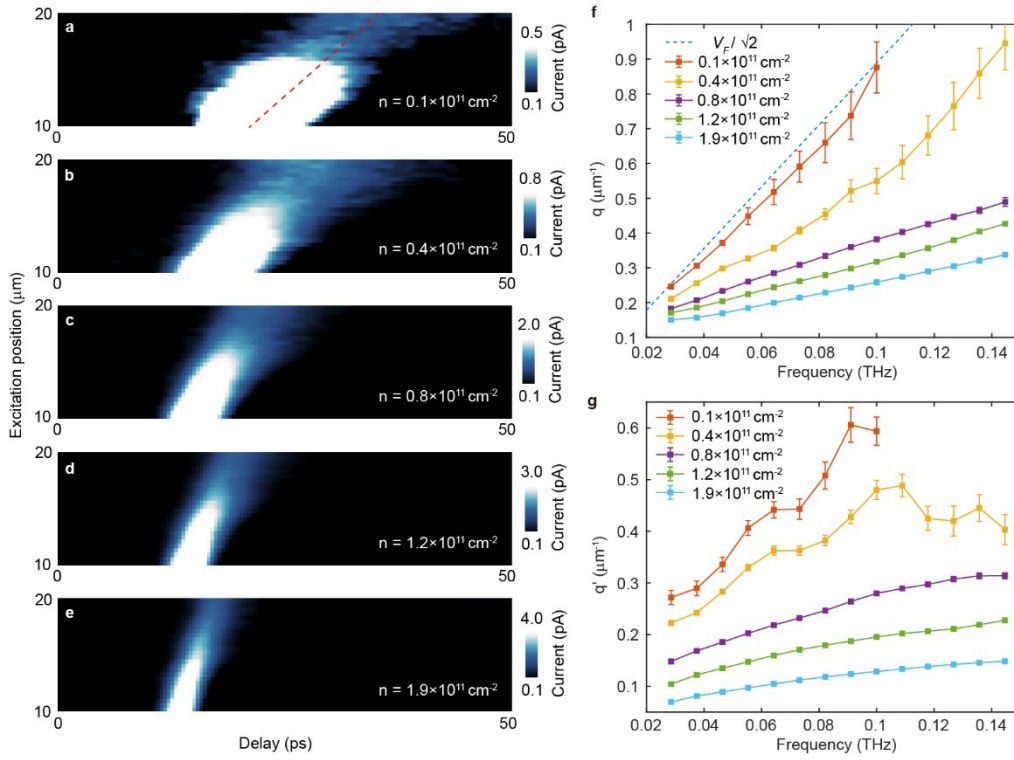 a
20
10
0
50
n = 0.1×10¹¹ cm⁻²
0.5
0.1
Current (pA)
b
20
10
0
50
n = 0.4×10¹¹ cm⁻²
0.8
0.1
Current (pA)
c
20
10
0
50
n = 0.8×10¹¹ cm⁻²
2.0
0.1
Current (pA)
d
20
10
0
50
n = 1.2×10¹¹ cm⁻²
3.0
0.1
Current (pA)
e
20
10
0
50
n = 1.9×10¹¹ cm⁻²
4.0
0.1
Current (pA)
Excitation position (μm)
Delay (ps)
f
V_F / √2
0.1×10¹¹ cm⁻²
0.4×10¹¹ cm⁻²
0.8×10¹¹ cm⁻²
1.2×10¹¹ cm⁻²
1.9×10¹¹ cm⁻²
1
0.9
0.8
0.7
0.6
0.5
0.4
0.3
0.2
0.1
q (μm⁻¹)
0.02 0.04 0.06 0.08 0.1 0.12 0.14
Frequency (THz)
g
0.1×10¹¹ cm⁻²
0.4×10¹¹ cm⁻²
0.8×10¹¹ cm⁻²
1.2×10¹¹ cm⁻²
1.9×10¹¹ cm⁻²
0.6
0.5
0.4
0.3
0.2
0.1
q' (μm⁻¹)
0.02 0.04 0.06 0.08 0.1 0.12 0.14
Frequency (THz)